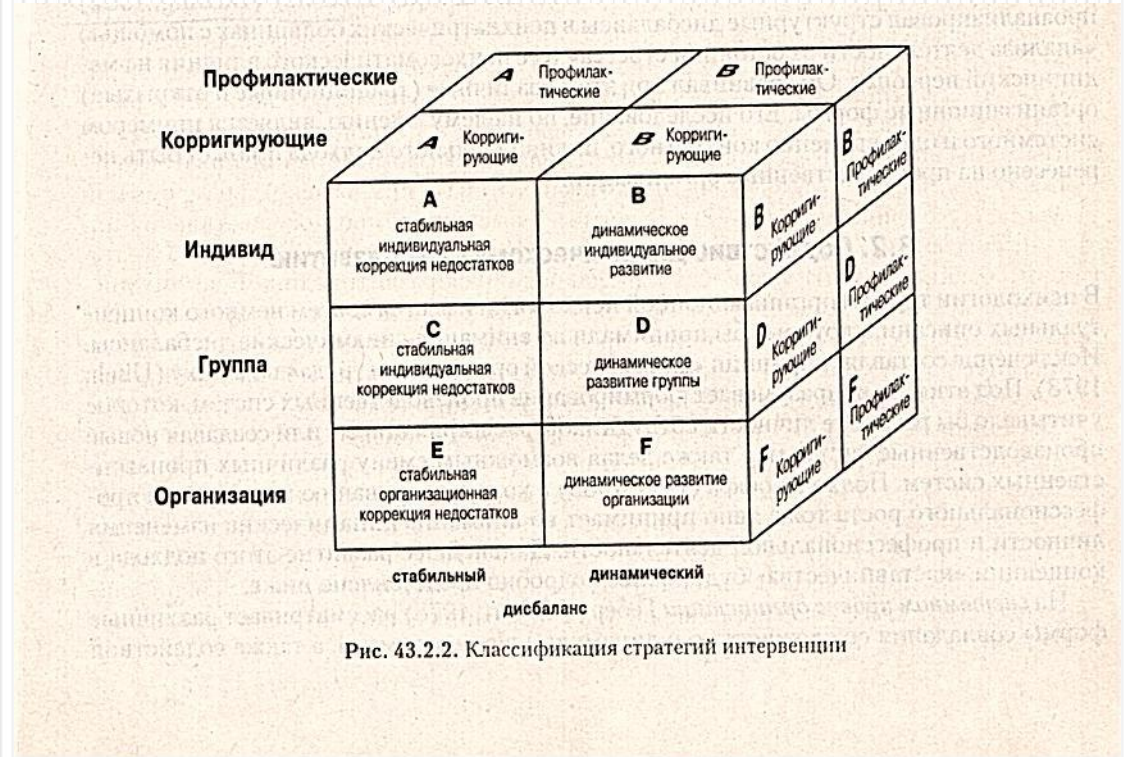 Профилактические
A Профилак-
тические
B Профилак-
тические
Корригирующие
A Корриги-
рующие
B Корриги-
рующие
B Корриги-
рующие
B Профилак-
тические
Индивид
A
стабильная
индивидуальная
коррекция недостатков
B
динамическое
индивидуальное
развитие
D Корриги-
рующие
D Профилак-
тические
Группа
C
стабильная
индивидуальная
коррекция недостатков
D
динамическое
развитие группы
F Корриги-
рующие
F Профилак-
тические
Организация
E
стабильная
организационная
коррекция недостатков
F
динамическое развитие
организации
стабильный
динамический
дисбаланс
Рис. 43.2.2. Классификация стратегий интервенции